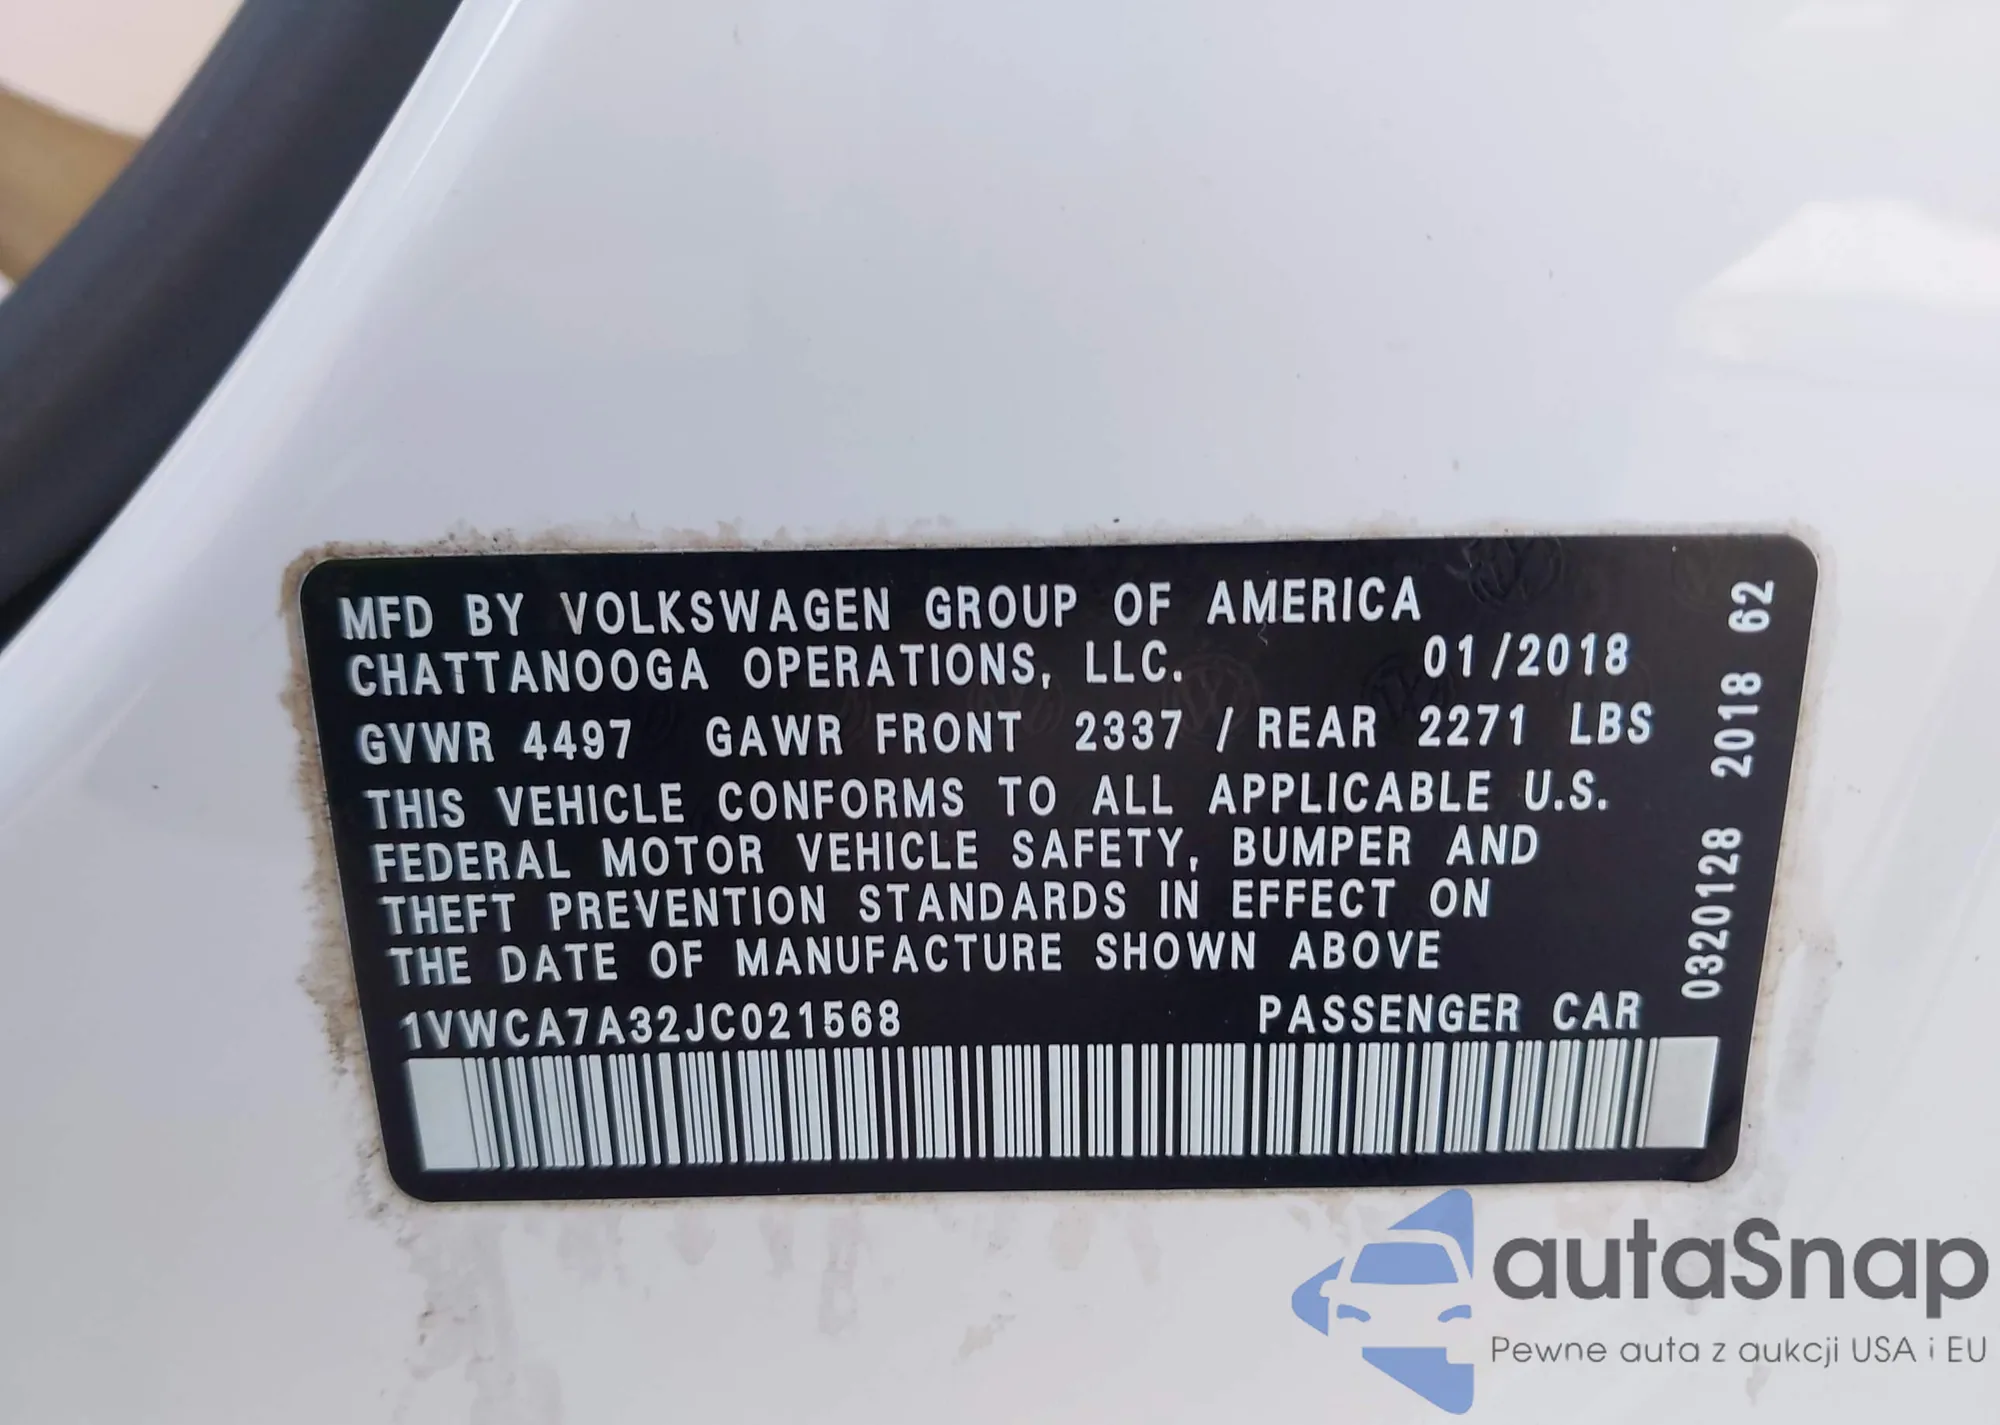 MFD BY VOLKSWAGEN GROUP OF AMERICA
CHATTANOOGA OPERATIONS, LLC. 01/2018
GVWR 4497 GAWR FRONT 2337 / REAR 2271 LBS
THIS VEHICLE CONFORMS TO ALL APPLICABLE U.S.
FEDERAL MOTOR VEHICLE SAFETY, BUMPER AND
THEFT PREVENTION STANDARDS IN EFFECT ON
THE DATE OF MANUFACTURE SHOWN ABOVE
1VWCA7A32JC021568 PASSENGER CAR
0320128 2018 62
autaSnap
Pewne auta z aukcji USA i EU